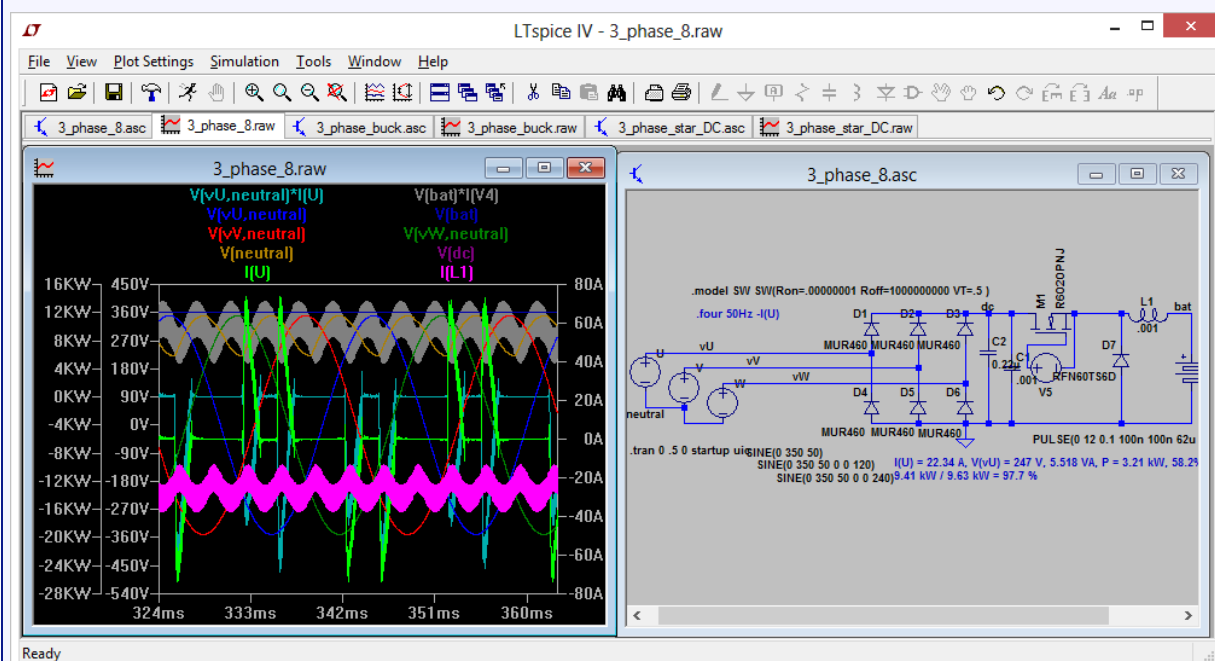 LTspice IV - 3_phase_8.raw
File View Plot Settings Simulation Tools Window Help
3_phase_8.asc 3_phase_8.raw 3_phase_buck.asc 3_phase_buck.raw 3_phase_star_DC.asc 3_phase_star_DC.raw
3_phase_8.raw
V(vU,neutral)*I(U) V(bat)*I(V4)
V(vU,neutral) V(bat)
V(vV,neutral) V(vW,neutral)
V(neutral) V(dc)
I(U) I(L1)
16KW 450V 80A
12KW 360V
60A
8KW 270V
40A
4KW 180V
0KW 90V 20A
-4KW 0V 0A
-8KW -90V
-12KW -180V -20A
-16KW -270V
-40A
-20KW -360V
-24KW -450V -60A
-28KW -540V -80A
324ms 333ms 342ms 351ms 360ms
3_phase_8.asc
.model SW SW(Ron=.00000001 Roff=1000000000 VT=.5 )
.four 50Hz -I(U)
D1 D2 D3 dc M1 R6020PNJ L1 bat
.001
MUR460 MUR460 MUR460
C2
0.22µ
C1
.001
D7
RFN60TS6D
V5
U vU
V vV
W vW
neutral
D4 D5 D6
MUR460 MUR460 MUR460
PULSE(0 12 0.1 100n 100n 62u
.tran 0 .5 0 startup uic
SINE(0 350 50)
SINE(0 350 50 0 0 120)
SINE(0 350 50 0 0 240)
I(U) = 22.34 A, V(vU) = 247 V, 5.518 VA, P = 3.21 kW, 58.2%
9.41 kW / 9.63 kW = 97.7 %
Ready